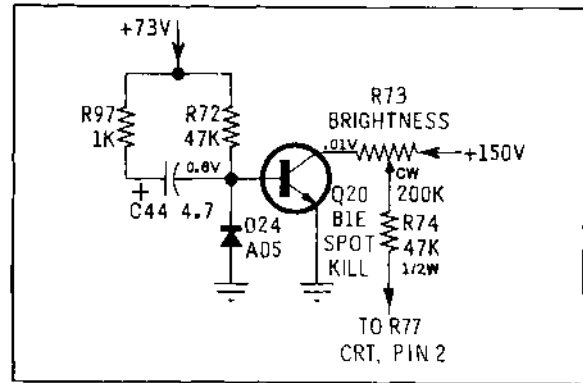 +73V
R97
1K
R72
47K
R73
BRIGHTNESS
.01V
+150V
0.8V
+
C44 4.7
CW
200K
Q20
B1E
SPOT
KILL
D24
A05
R74
47K
1/2W
TO R77
CRT, PIN 2